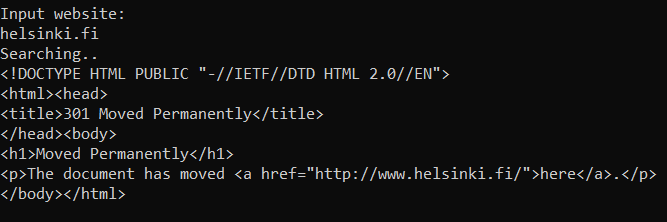 Input website:
helsinki.fi
Searching..
<!DOCTYPE HTML PUBLIC "-//IETF//DTD HTML 2.0//EN">
<html><head>
<title>301 Moved Permanently</title>
</head><body>
<h1>Moved Permanently</h1>
<p>The document has moved <a href="http://www.helsinki.fi/">here</a>.</p>
</body></html>